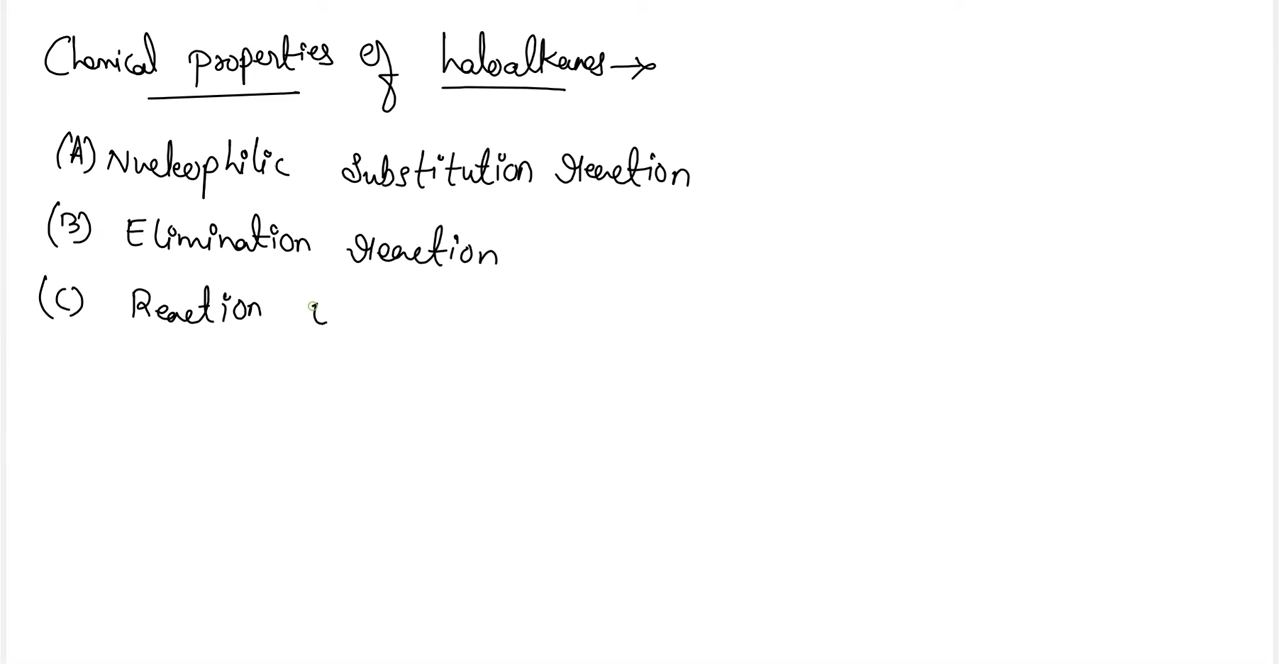 Chemical properties of haloalkanes →
(A) Nucleophilic Substitution reaction
(B) Elimination reaction
(C) Reaction